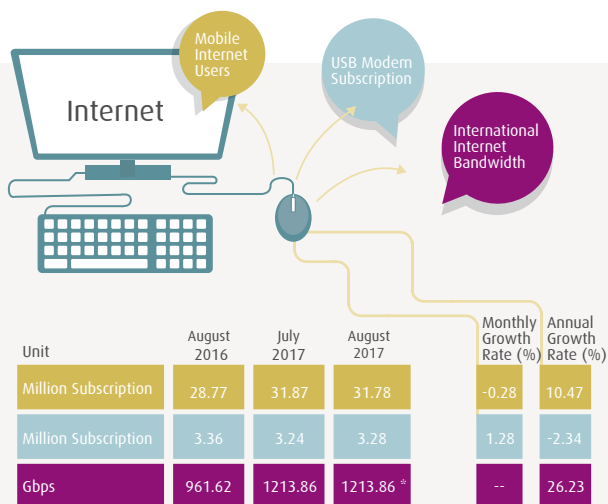 Mobile
Internet
Users
USB Modem
Subscription
International
Internet
Bandwidth
Internet
Unit
August
2016
July
2017
August
2017
Monthly
Growth
Rate (%)
Annual
Growth
Rate (%)
Million Subscription 28.77 31.87 31.78 -0.28 10.47
Million Subscription 3.36 3.24 3.28 1.28 -2.34
Gbps 961.62 1213.86 1213.86 * -- 26.23